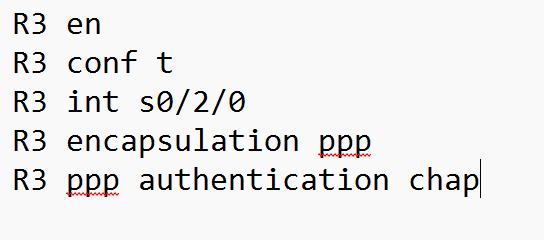 R3 en
R3 conf t
R3 int s0/2/0
R3 encapsulation ppp
R3 ppp authentication chap